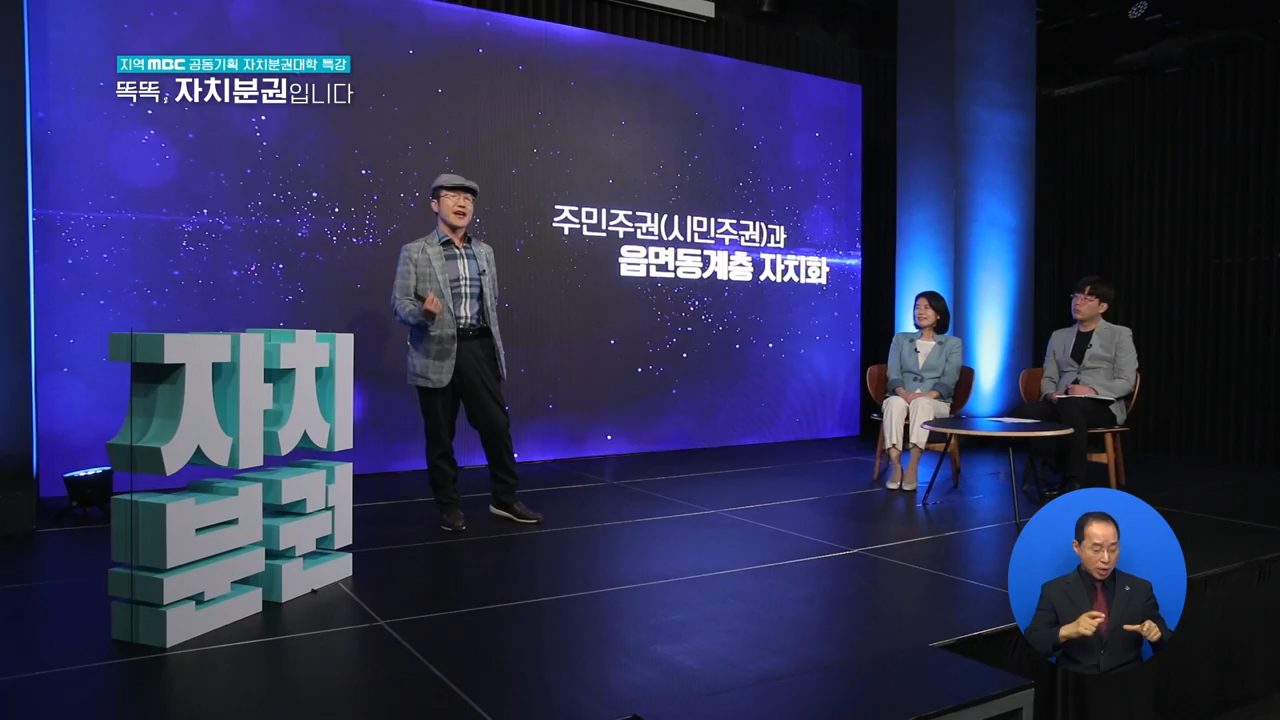 지역 MBC 공동기획 자치분권대학 특강
똑똑, 자치분권입니다
주민주권(시민주권)과
읍면동계층 자치화
자치
분권